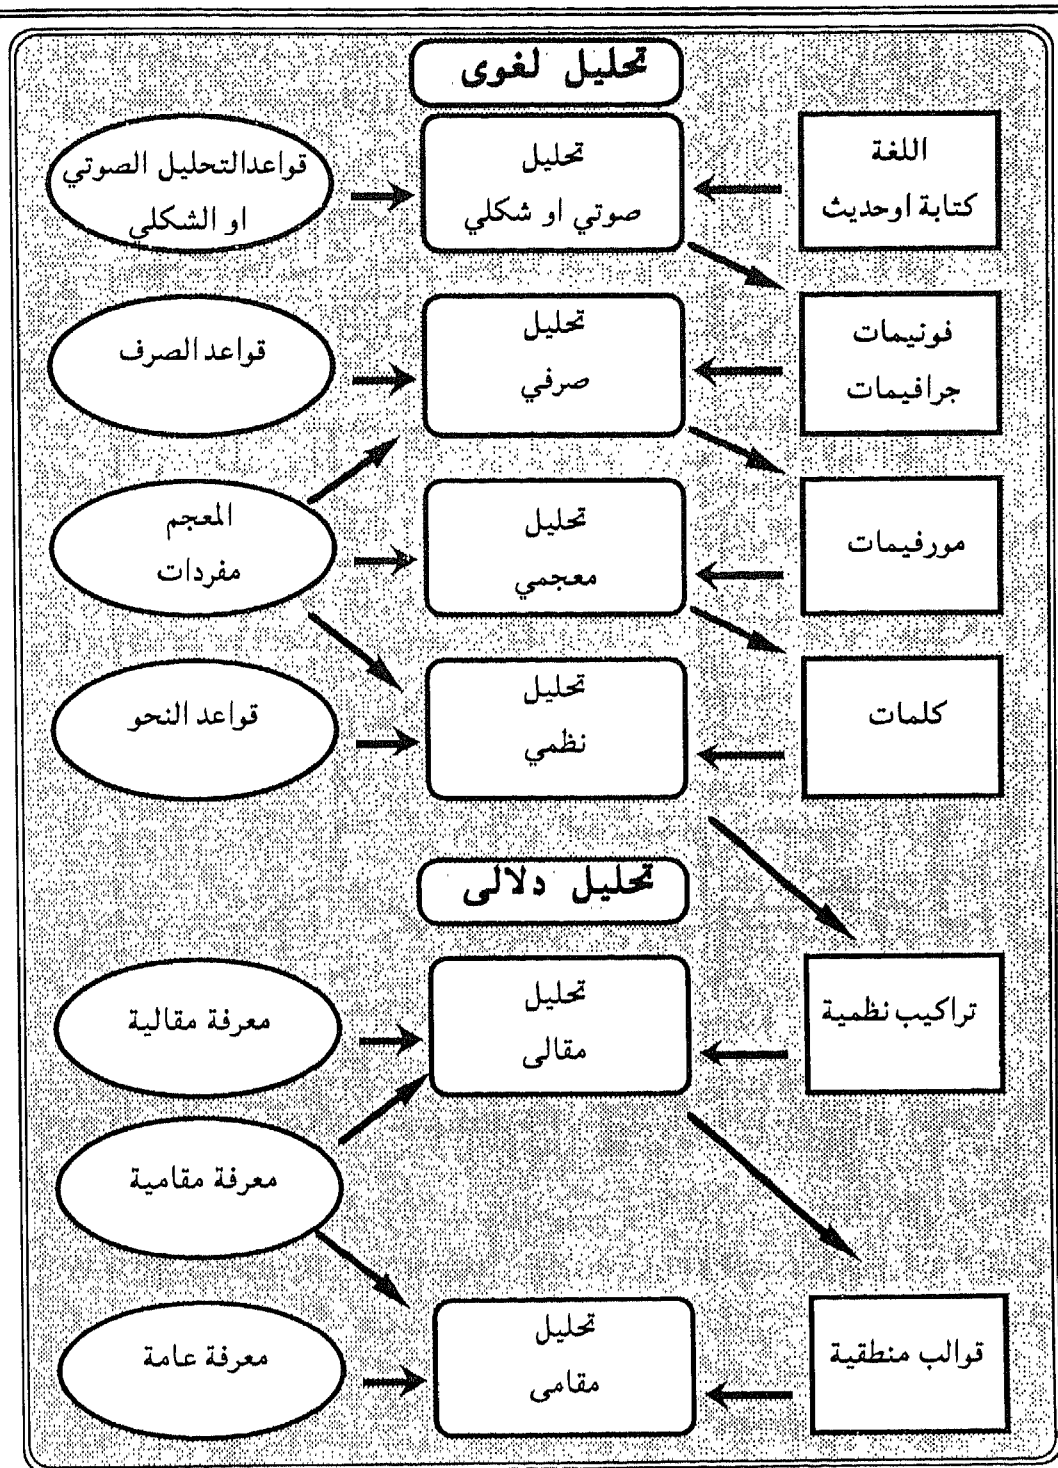 تحليل لغوى
اللغة
كتابة اوحديث
تحليل
صوتي او شكلي
قواعدالتحليل الصوتي
او الشكلي
فونيمات
جرافيمات
تحليل
صرفي
قواعد الصرف
مورفيمات
تحليل
معجمي
المعجم
مفردات
كلمات
تحليل
نظمي
قواعد النحو
تحليل دلالى
تراكيب نظمية
تحليل
مقالى
معرفة مقالية
معرفة مقامية
قوالب منطقية
تحليل
مقامى
معرفة عامة